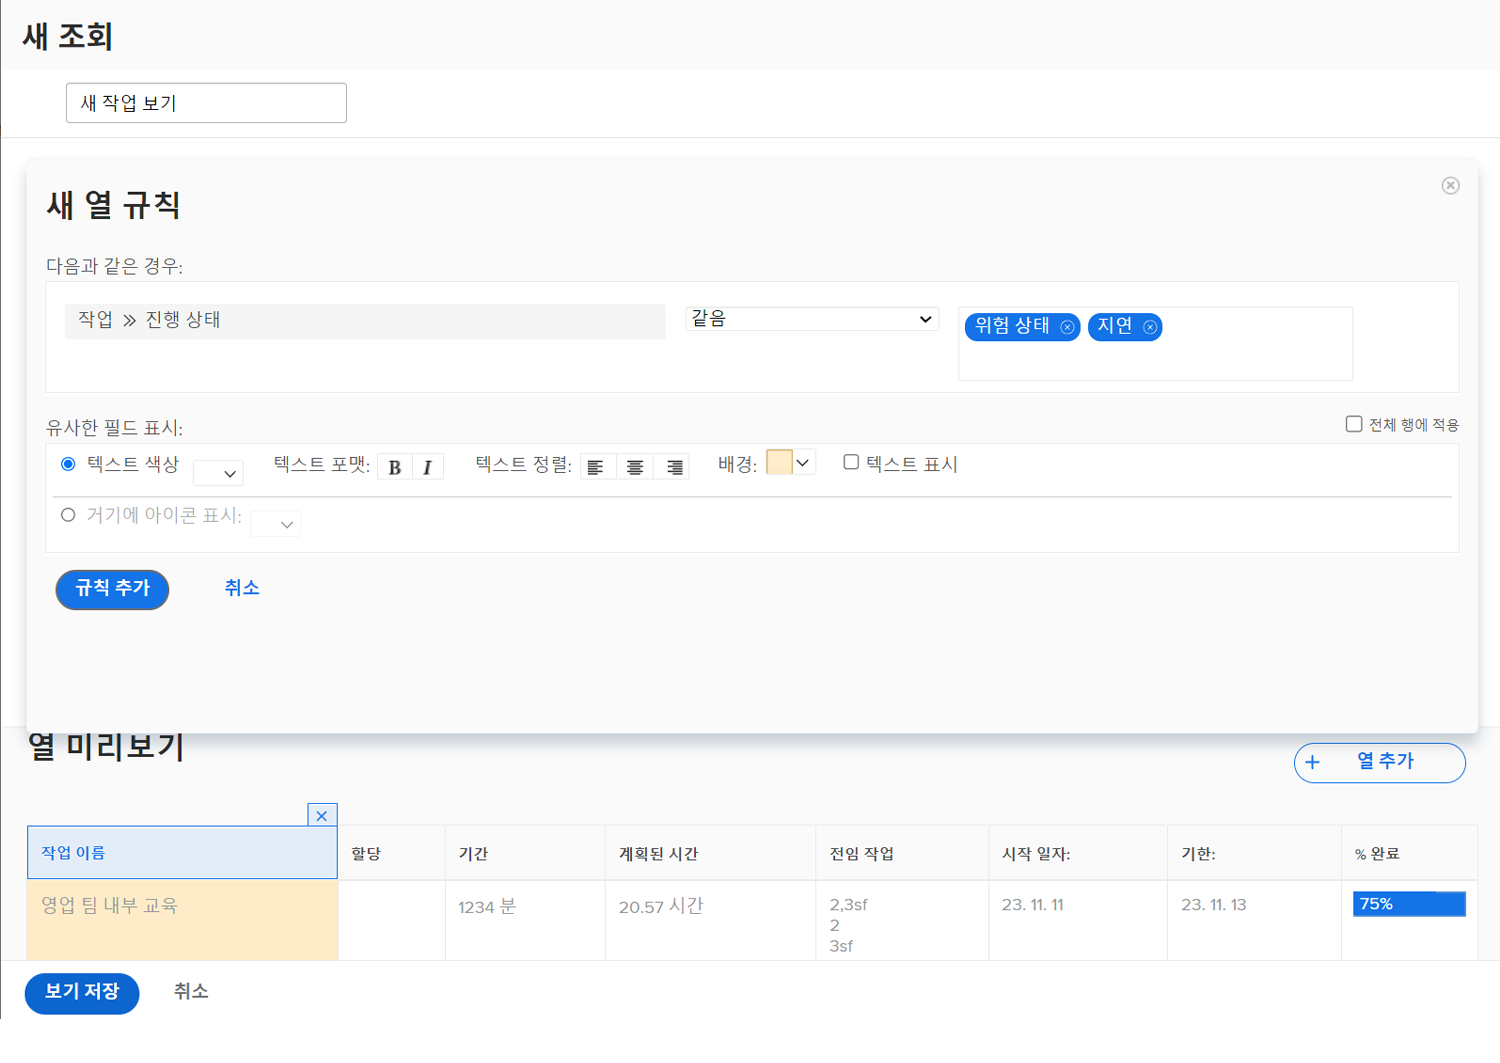 새 조회
새 작업 보기
새 열 규칙
다음과 같은 경우:
작업 >> 진행 상태
같음
위험 상태
지연
유사한 필드 표시:
전체 행에 적용
텍스트 색상
텍스트 포맷: B I
텍스트 정렬:
배경:
텍스트 표시
거기에 아이콘 표시:
규칙 추가
취소
열 미리보기
+ 열 추가
작업 이름 할당 기간 계획된 시간 전임 작업 시작 일자: 기한: % 완료
영업 팀 내부 교육 1234 분 20.57 시간 2,3sf 23. 11. 11 23. 11. 13 75%
2
3sf
보기 저장
취소